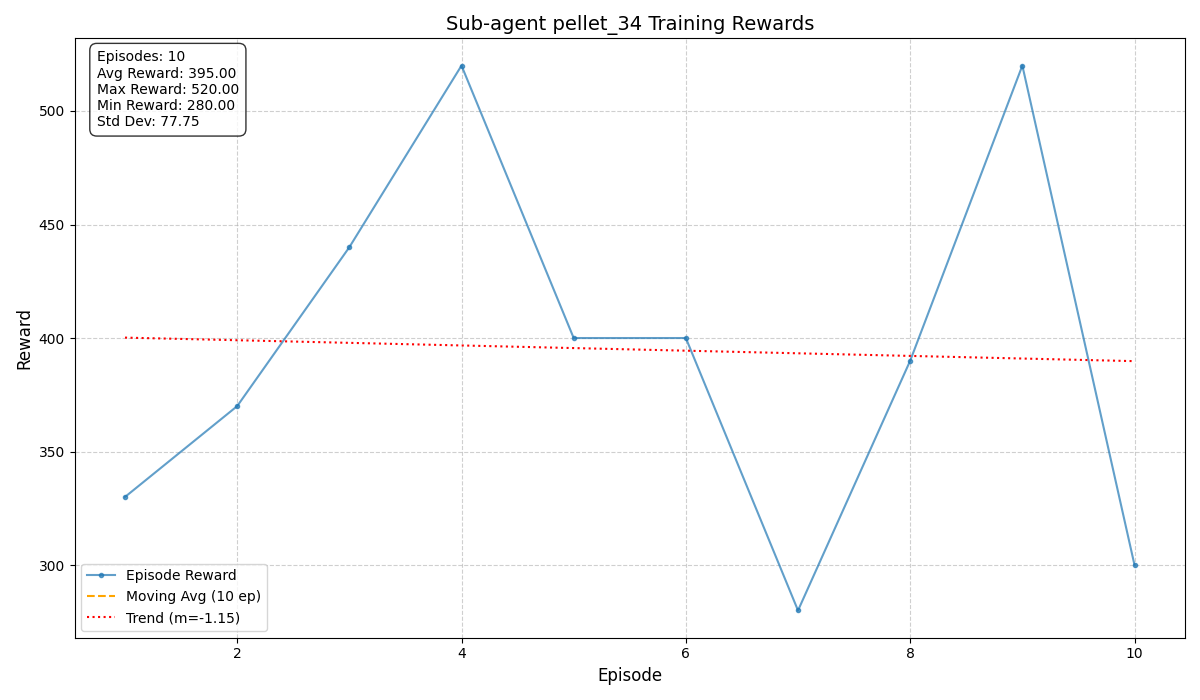 Sub-agent pellet_34 Training Rewards
Episodes: 10
Avg Reward: 395.00
Max Reward: 520.00
Min Reward: 280.00
Std Dev: 77.75
Reward
500
450
400
350
300
Episode Reward
Moving Avg (10 ep)
Trend (m=-1.15)
2 4 6 8 10
Episode